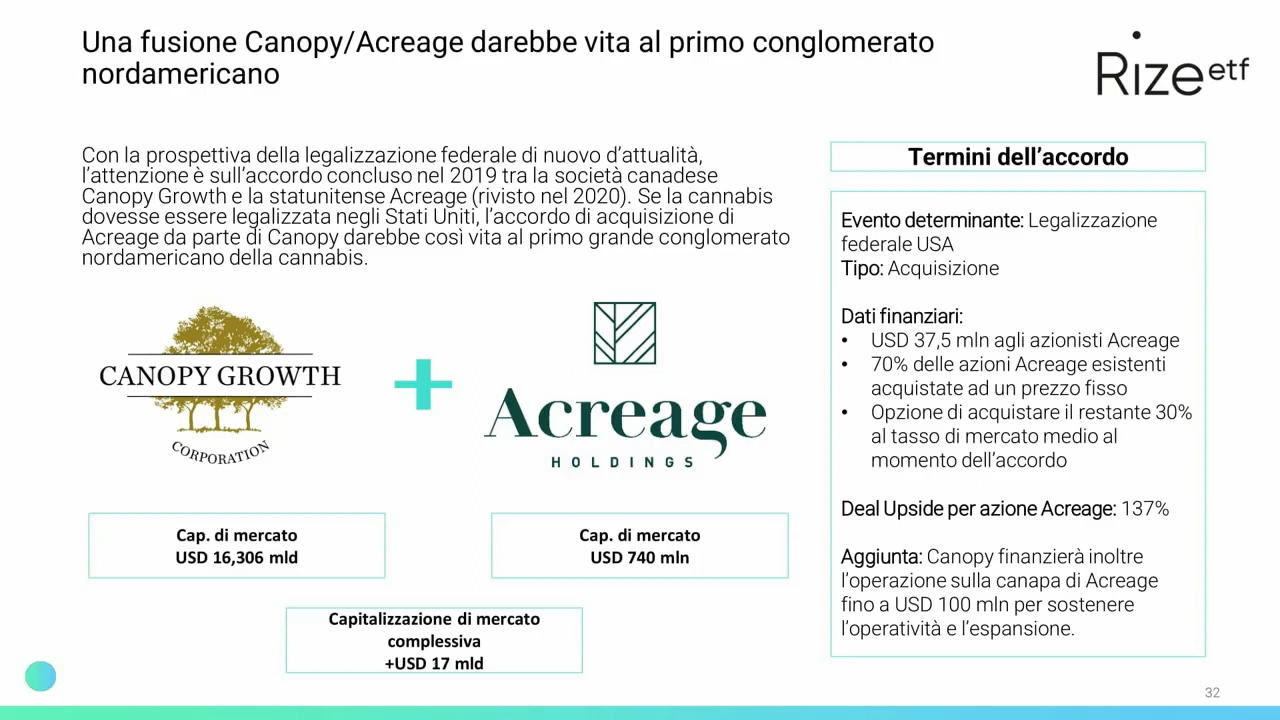 Una fusione Canopy/Acreage darebbe vita al primo conglomerato
nordamericano
Rize etf
Con la prospettiva della legalizzazione federale di nuovo d’attualità,
l’attenzione è sull’accordo concluso nel 2019 tra la società canadese
Canopy Growth e la statunitense Acreage (rivisto nel 2020). Se la cannabis
dovesse essere legalizzata negli Stati Uniti, l’accordo di acquisizione di
Acreage da parte di Canopy darebbe così vita al primo grande conglomerato
nordamericano della cannabis.
CANOPY GROWTH
CORPORATION
+
Acreage
HOLDINGS
Cap. di mercato
USD 16,306 mld
Cap. di mercato
USD 740 mln
Capitalizzazione di mercato
complessiva
+USD 17 mld
Termini dell’accordo
Evento determinante: Legalizzazione
federale USA
Tipo: Acquisizione
Dati finanziari:
• USD 37,5 mln agli azionisti Acreage
• 70% delle azioni Acreage esistenti
acquistate ad un prezzo fisso
• Opzione di acquistare il restante 30%
al tasso di mercato medio al
momento dell’accordo
Deal Upside per azione Acreage: 137%
Aggiunta: Canopy finanzierà inoltre
l’operazione sulla canapa di Acreage
fino a USD 100 mln per sostenere
l’operatività e l’espansione.
32